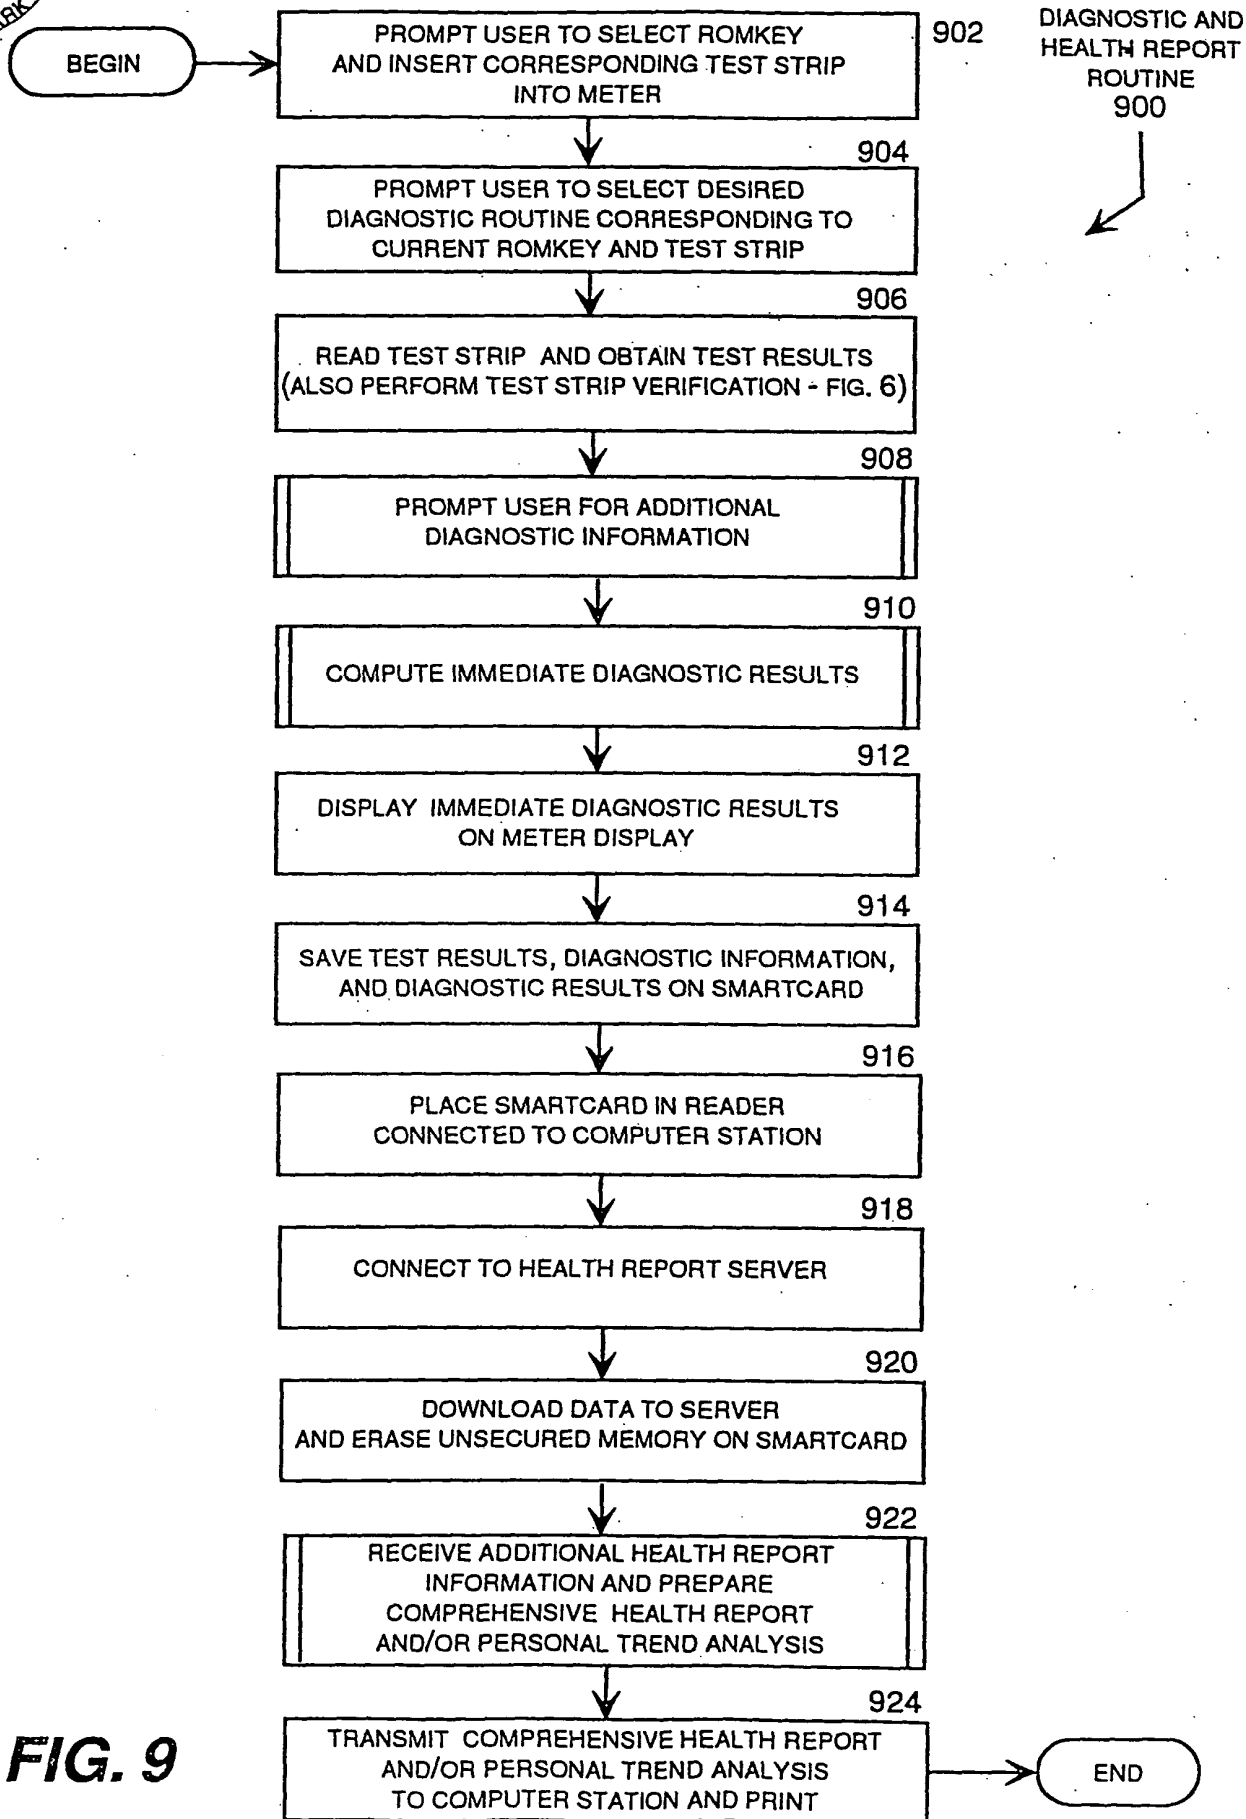 BEGIN
PROMPT USER TO SELECT ROMKEY
AND INSERT CORRESPONDING TEST STRIP
INTO METER
902
DIAGNOSTIC AND
HEALTH REPORT
ROUTINE
900
904
PROMPT USER TO SELECT DESIRED
DIAGNOSTIC ROUTINE CORRESPONDING TO
CURRENT ROMKEY AND TEST STRIP
906
READ TEST STRIP AND OBTAIN TEST RESULTS
(ALSO PERFORM TEST STRIP VERIFICATION - FIG. 6)
908
PROMPT USER FOR ADDITIONAL
DIAGNOSTIC INFORMATION
910
COMPUTE IMMEDIATE DIAGNOSTIC RESULTS
912
DISPLAY IMMEDIATE DIAGNOSTIC RESULTS
ON METER DISPLAY
914
SAVE TEST RESULTS, DIAGNOSTIC INFORMATION,
AND DIAGNOSTIC RESULTS ON SMARTCARD
916
PLACE SMARTCARD IN READER
CONNECTED TO COMPUTER STATION
918
CONNECT TO HEALTH REPORT SERVER
920
DOWNLOAD DATA TO SERVER
AND ERASE UNSECURED MEMORY ON SMARTCARD
922
RECEIVE ADDITIONAL HEALTH REPORT
INFORMATION AND PREPARE
COMPREHENSIVE HEALTH REPORT
AND/OR PERSONAL TREND ANALYSIS
924
TRANSMIT COMPREHENSIVE HEALTH REPORT
AND/OR PERSONAL TREND ANALYSIS
TO COMPUTER STATION AND PRINT
END
FIG. 9